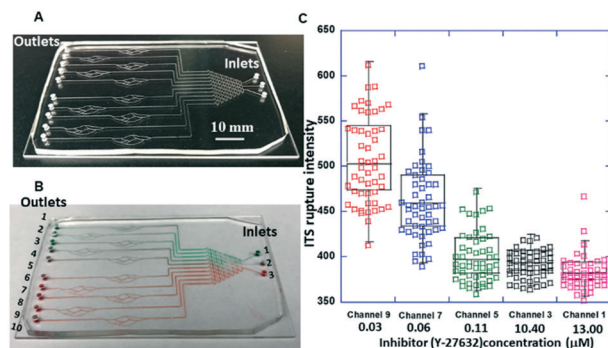 A
Outlets
Inlets
10 mm
B
Outlets
Inlets
1
2
3
4
5
6
7
8
9
10
1
2
3
C
ITS rupture intensity
650
600
550
500
450
400
350
Channel 9
Channel 7
Channel 5
Channel 3
Channel 1
0.03
0.06
0.11
10.40
13.00
Inhibitor (Y-27632)concentration (μM)